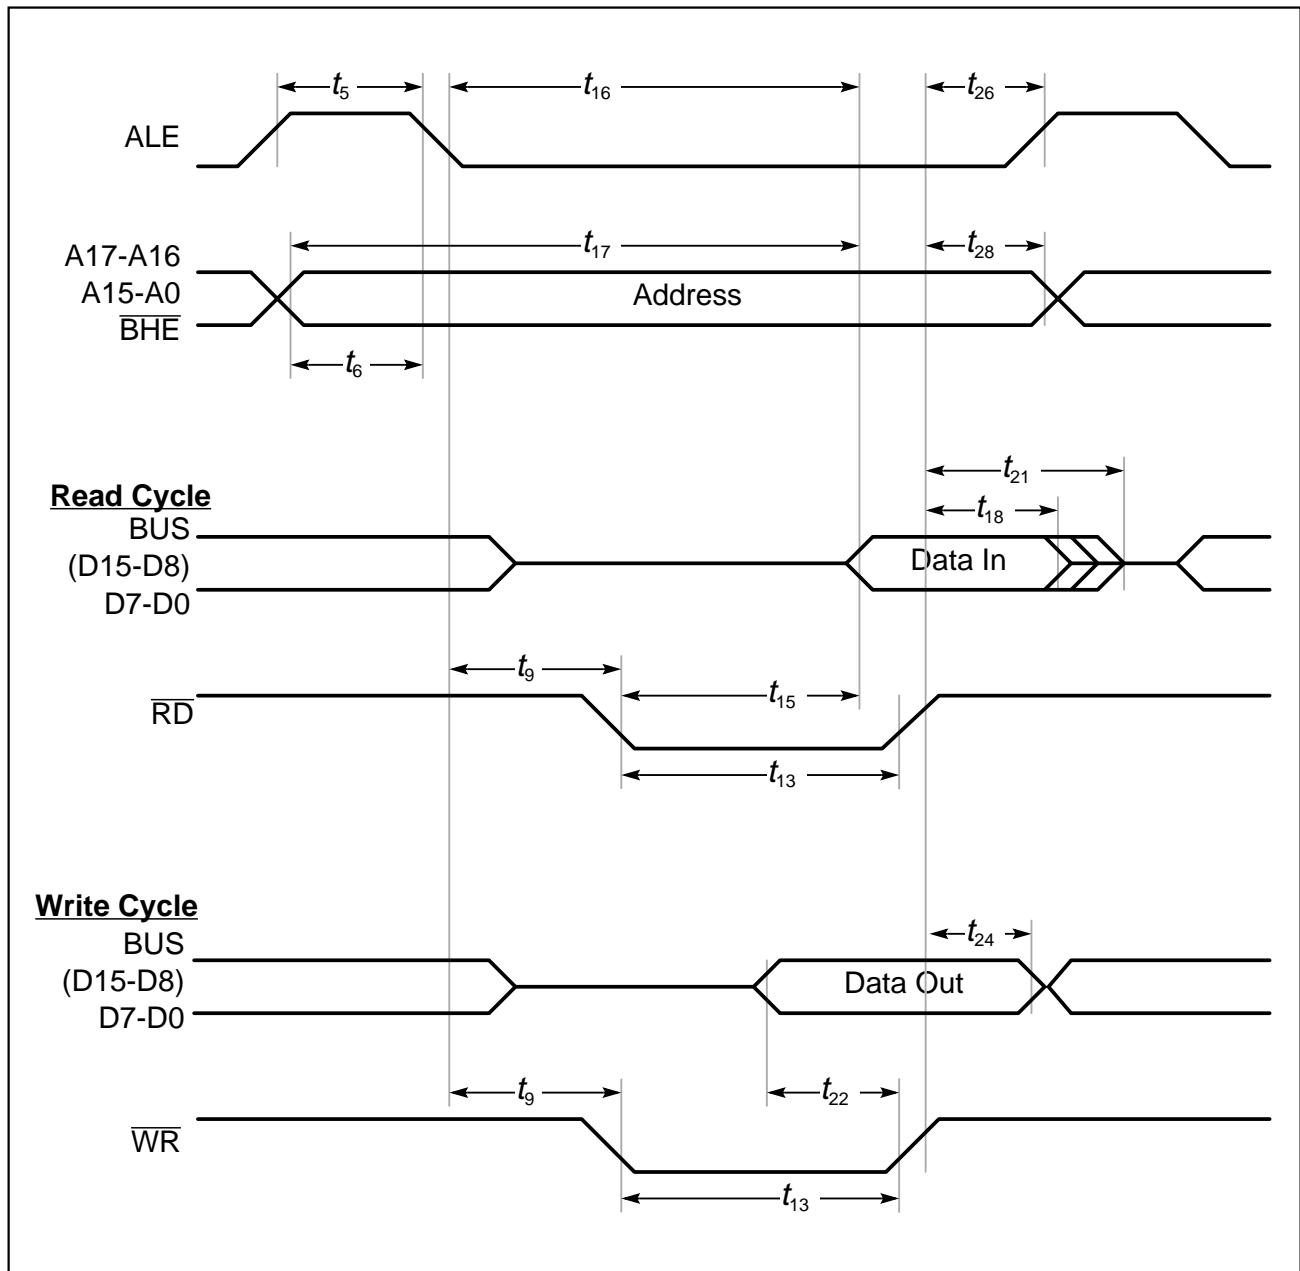 t5 t16 t26
ALE
t17 t28
A17-A16
A15-A0 Address
BHE
t6
t21
Read Cycle t18
BUS
(D15-D8) Data In
D7-D0
t9
RD t15
t13
Write Cycle
BUS t24
(D15-D8) Data Out
D7-D0
t9 t22
WR
t13